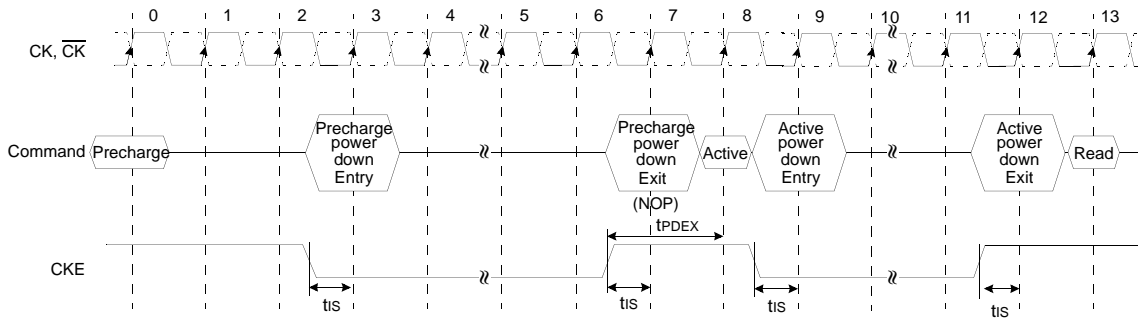 0 1 2 3 4 5 6 7 8 9 10 11 12 13
CK, CK
Command
Precharge
Precharge
power
down
Entry
Precharge
power
down
Exit
(NOP)
Active
Active
power
down
Entry
Active
power
down
Exit
Read
tPDEX
CKE
tIS
tIS
tIS
tIS